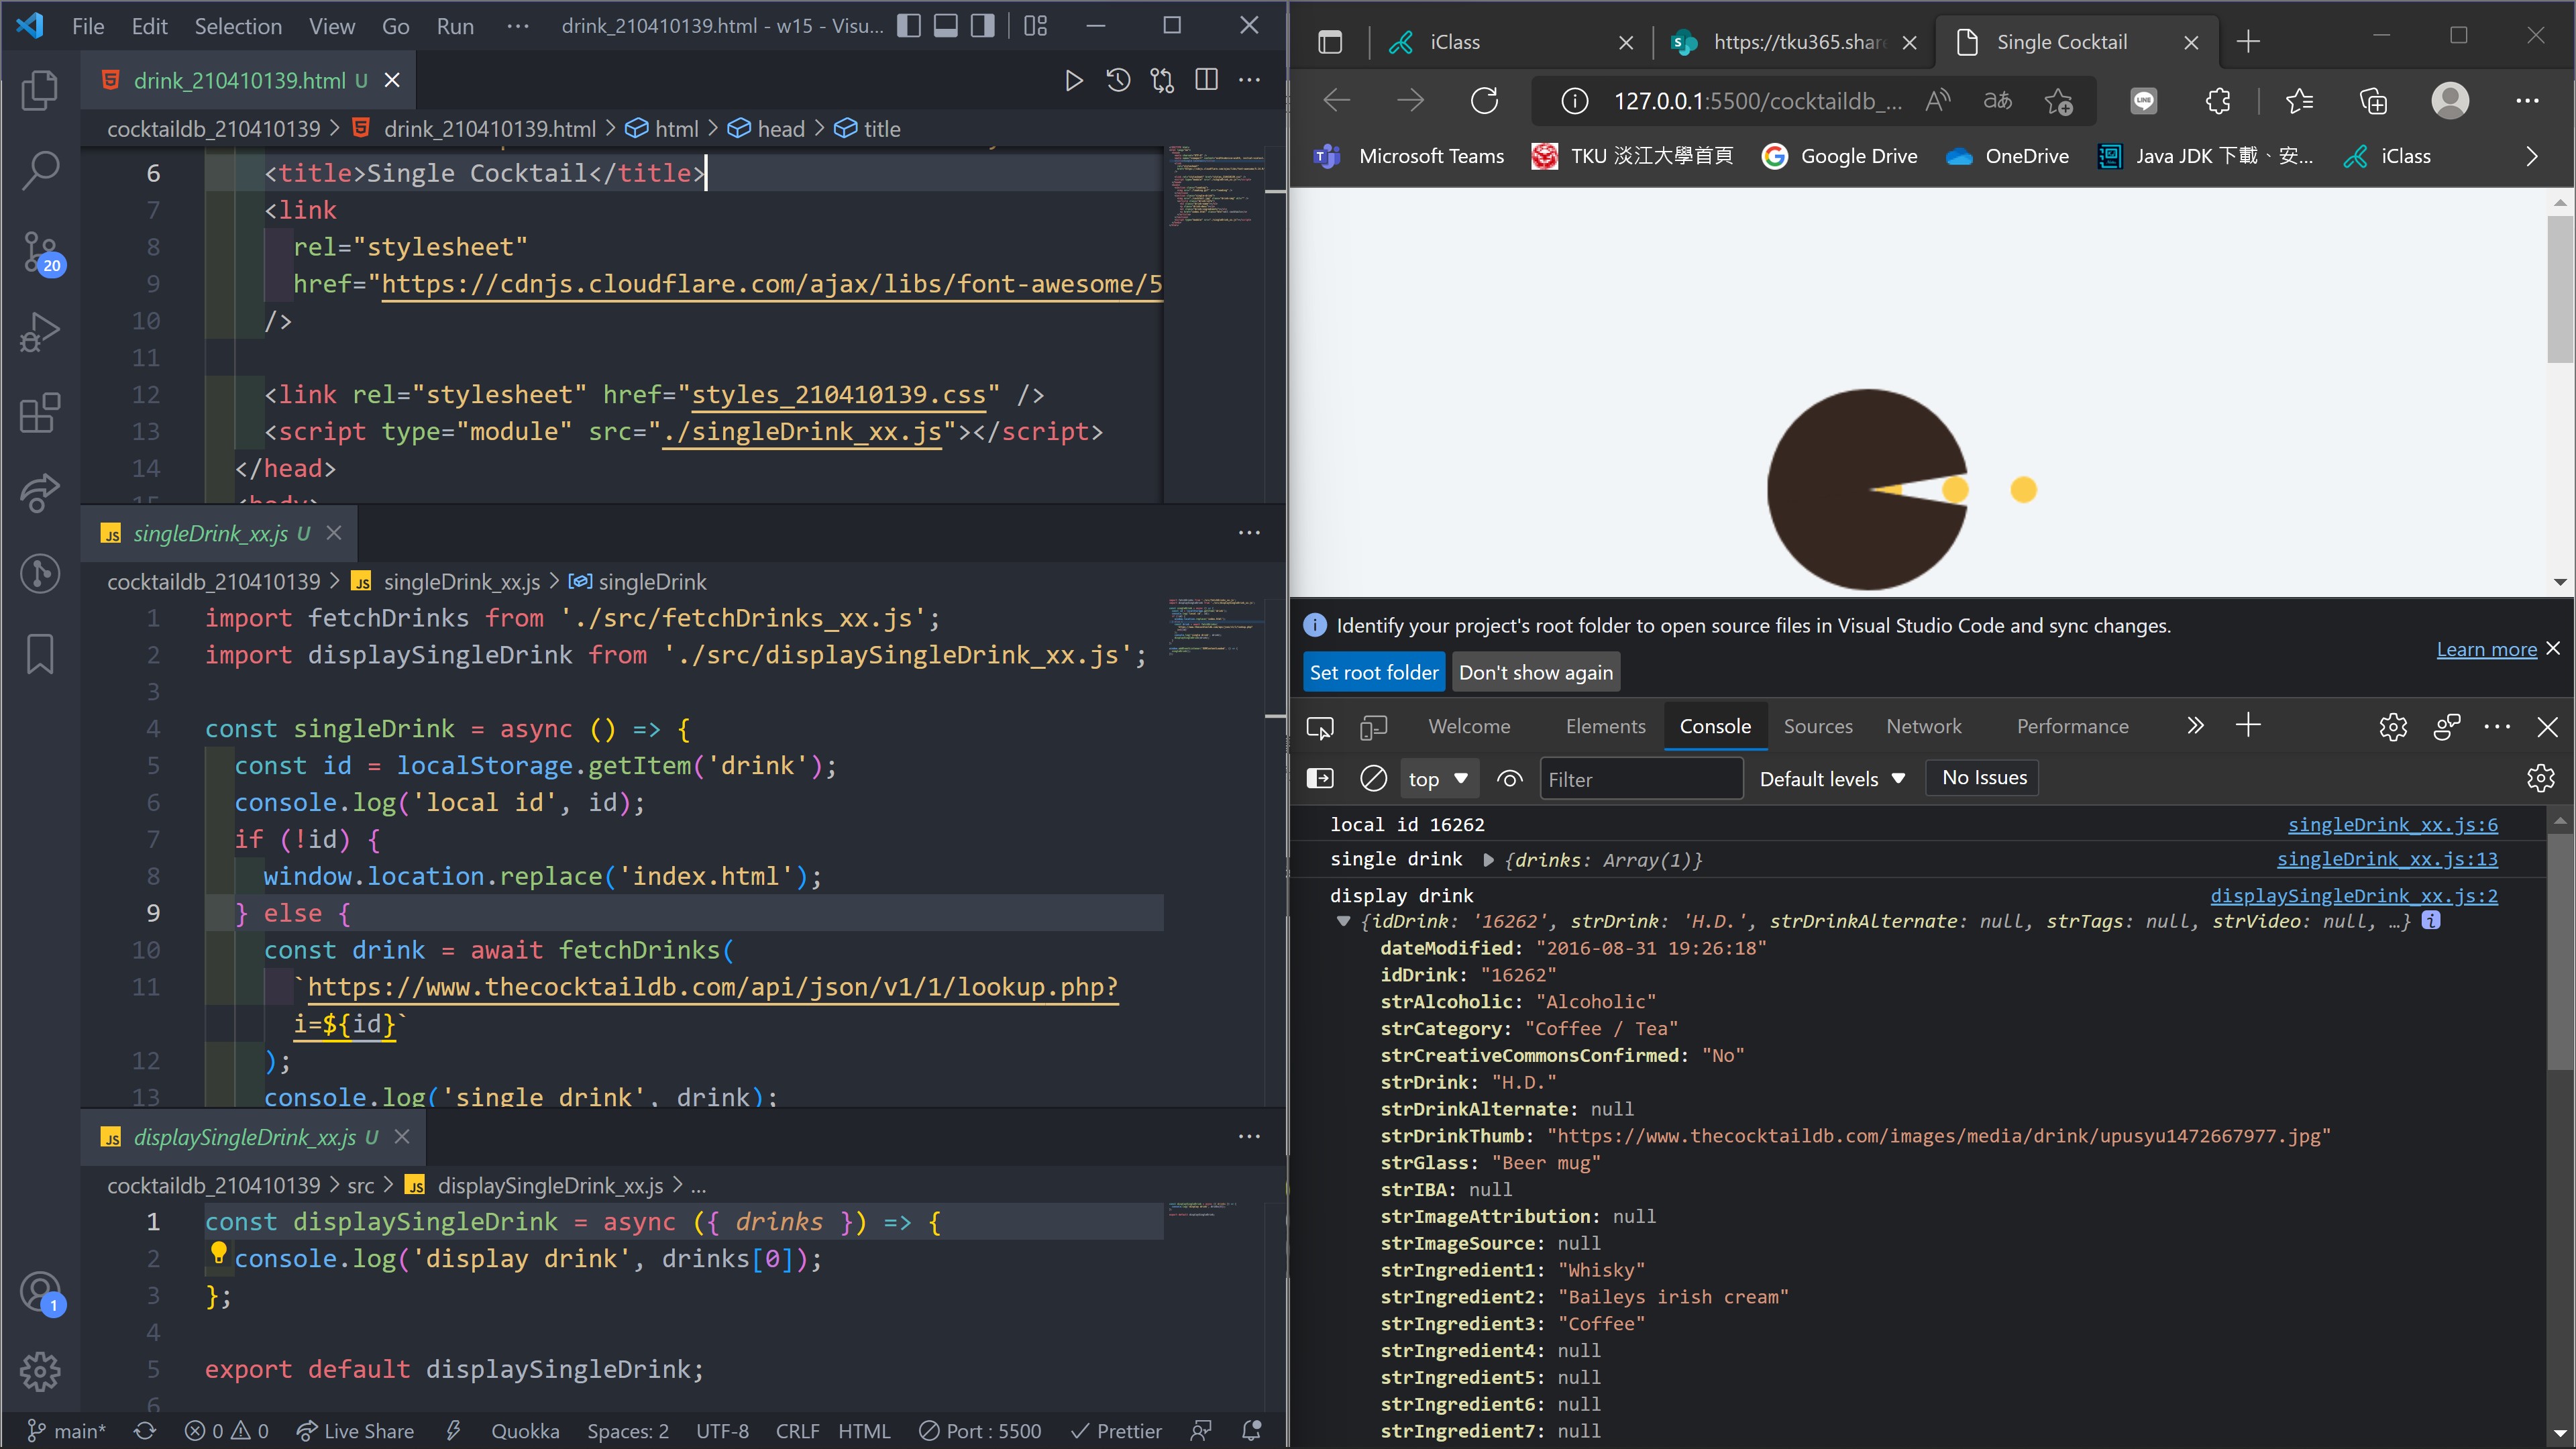 File Edit Selection View Go Run ··· drink_210410139.html - w15 - Visu...
drink_210410139.html U
cocktaildb_210410139 > drink_210410139.html > html > head > title
6 <title>Single Cocktail</title>
7 <link
8 rel="stylesheet"
9 href="https://cdnjs.cloudflare.com/ajax/libs/font-awesome/5
10 />
11
12 <link rel="stylesheet" href="styles_210410139.css" />
13 <script type="module" src="./singleDrink_xx.js"></script>
14 </head>
15 <body>
20
singleDrink_xx.js U
cocktaildb_210410139 > singleDrink_xx.js > singleDrink
1 import fetchDrinks from './src/fetchDrinks_xx.js';
2 import displaySingleDrink from './src/displaySingleDrink_xx.js';
3
4 const singleDrink = async () => {
5 const id = localStorage.getItem('drink');
6 console.log('local id', id);
7 if (!id) {
8 window.location.replace('index.html');
9 } else {
10 const drink = await fetchDrinks(
11 `https://www.thecocktaildb.com/api/json/v1/1/lookup.php?
i=${id}`
12 );
13 console.log('single drink', drink);
displaySingleDrink_xx.js U
cocktaildb_210410139 > src > displaySingleDrink_xx.js > ...
1 const displaySingleDrink = async ({ drinks }) => {
2 console.log('display drink', drinks[0]);
3 };
4
5 export default displaySingleDrink;
6
1
main* 0 0 Live Share Quokka Spaces: 2 UTF-8 CRLF HTML Port : 5500 Prettier
iClass https://tku365.share Single Cocktail
127.0.0.1:5500/cocktaildb_... A あ LINE
Microsoft Teams TKU 淡江大學首頁 Google Drive OneDrive Java JDK 下載、安... iClass
Identify your project's root folder to open source files in Visual Studio Code and sync changes.
Learn more
Set root folder Don't show again
Welcome Elements Console Sources Network Performance
top Filter Default levels No Issues
local id 16262 singleDrink_xx.js:6
single drink {drinks: Array(1)} singleDrink_xx.js:13
display drink displaySingleDrink_xx.js:2
{idDrink: '16262', strDrink: 'H.D.', strDrinkAlternate: null, strTags: null, strVideo: null, …}
dateModified: "2016-08-31 19:26:18"
idDrink: "16262"
strAlcoholic: "Alcoholic"
strCategory: "Coffee / Tea"
strCreativeCommonsConfirmed: "No"
strDrink: "H.D."
strDrinkAlternate: null
strDrinkThumb: "https://www.thecocktaildb.com/images/media/drink/upusyu1472667977.jpg"
strGlass: "Beer mug"
strIBA: null
strImageAttribution: null
strImageSource: null
strIngredient1: "Whisky"
strIngredient2: "Baileys irish cream"
strIngredient3: "Coffee"
strIngredient4: null
strIngredient5: null
strIngredient6: null
strIngredient7: null